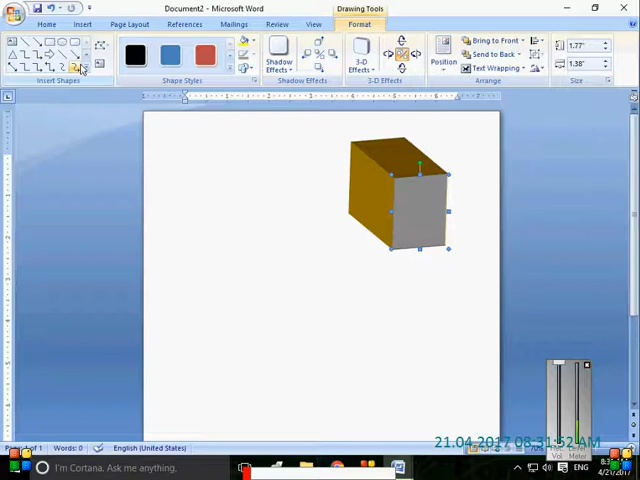 Document2 - Microsoft Word
Drawing Tools
Home Insert Page Layout References Mailings Review View Format
Bring to Front
Send to Back
Text Wrapping
Shadow Effects
3-D Effects
Position
1.77"
1.38"
Insert Shapes
Shape Styles
3-D Effects
Arrange
Size
21.04.2017 08:31:52 AM
Words: 0
English (United States)
I'm Cortana. Ask me anything.
ENG